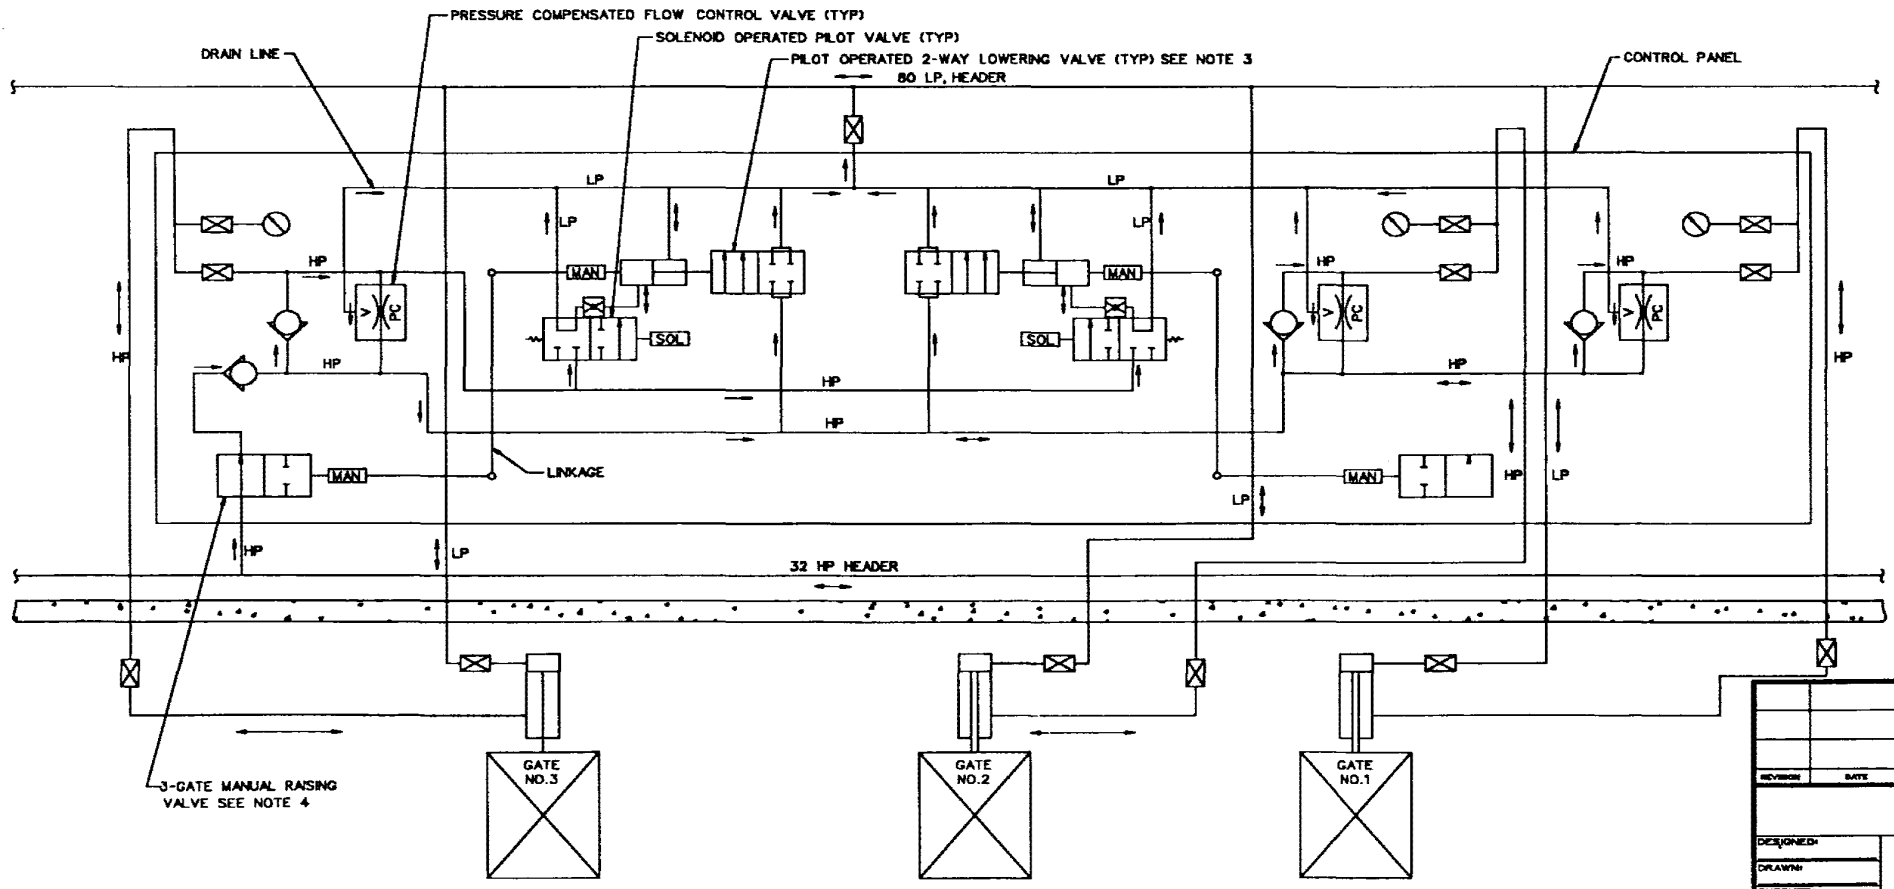 PRESSURE COMPENSATED FLOW CONTROL VALVE (TYP)
SOLENOID OPERATED PILOT VALVE (TYP)
DRAIN LINE
PILOT OPERATED 2-WAY LOWERING VALVE (TYP) SEE NOTE 3
CONTROL PANEL
80 LP, HEADER
LP
LP
LP
LP
HP
MAN
MAN
HP
HP
V
PC
V
PC
V
PC
SOL
SOL
HP
HP
HP
HP
HP
HP
LINKAGE
MAN
MAN
HP
LP
LP
HP
LP
32 HP HEADER
GATE
NO.3
GATE
NO.2
GATE
NO.1
3-GATE MANUAL RAISING
VALVE SEE NOTE 4
REVISION DATE
DESIGNED:
DRAWN: